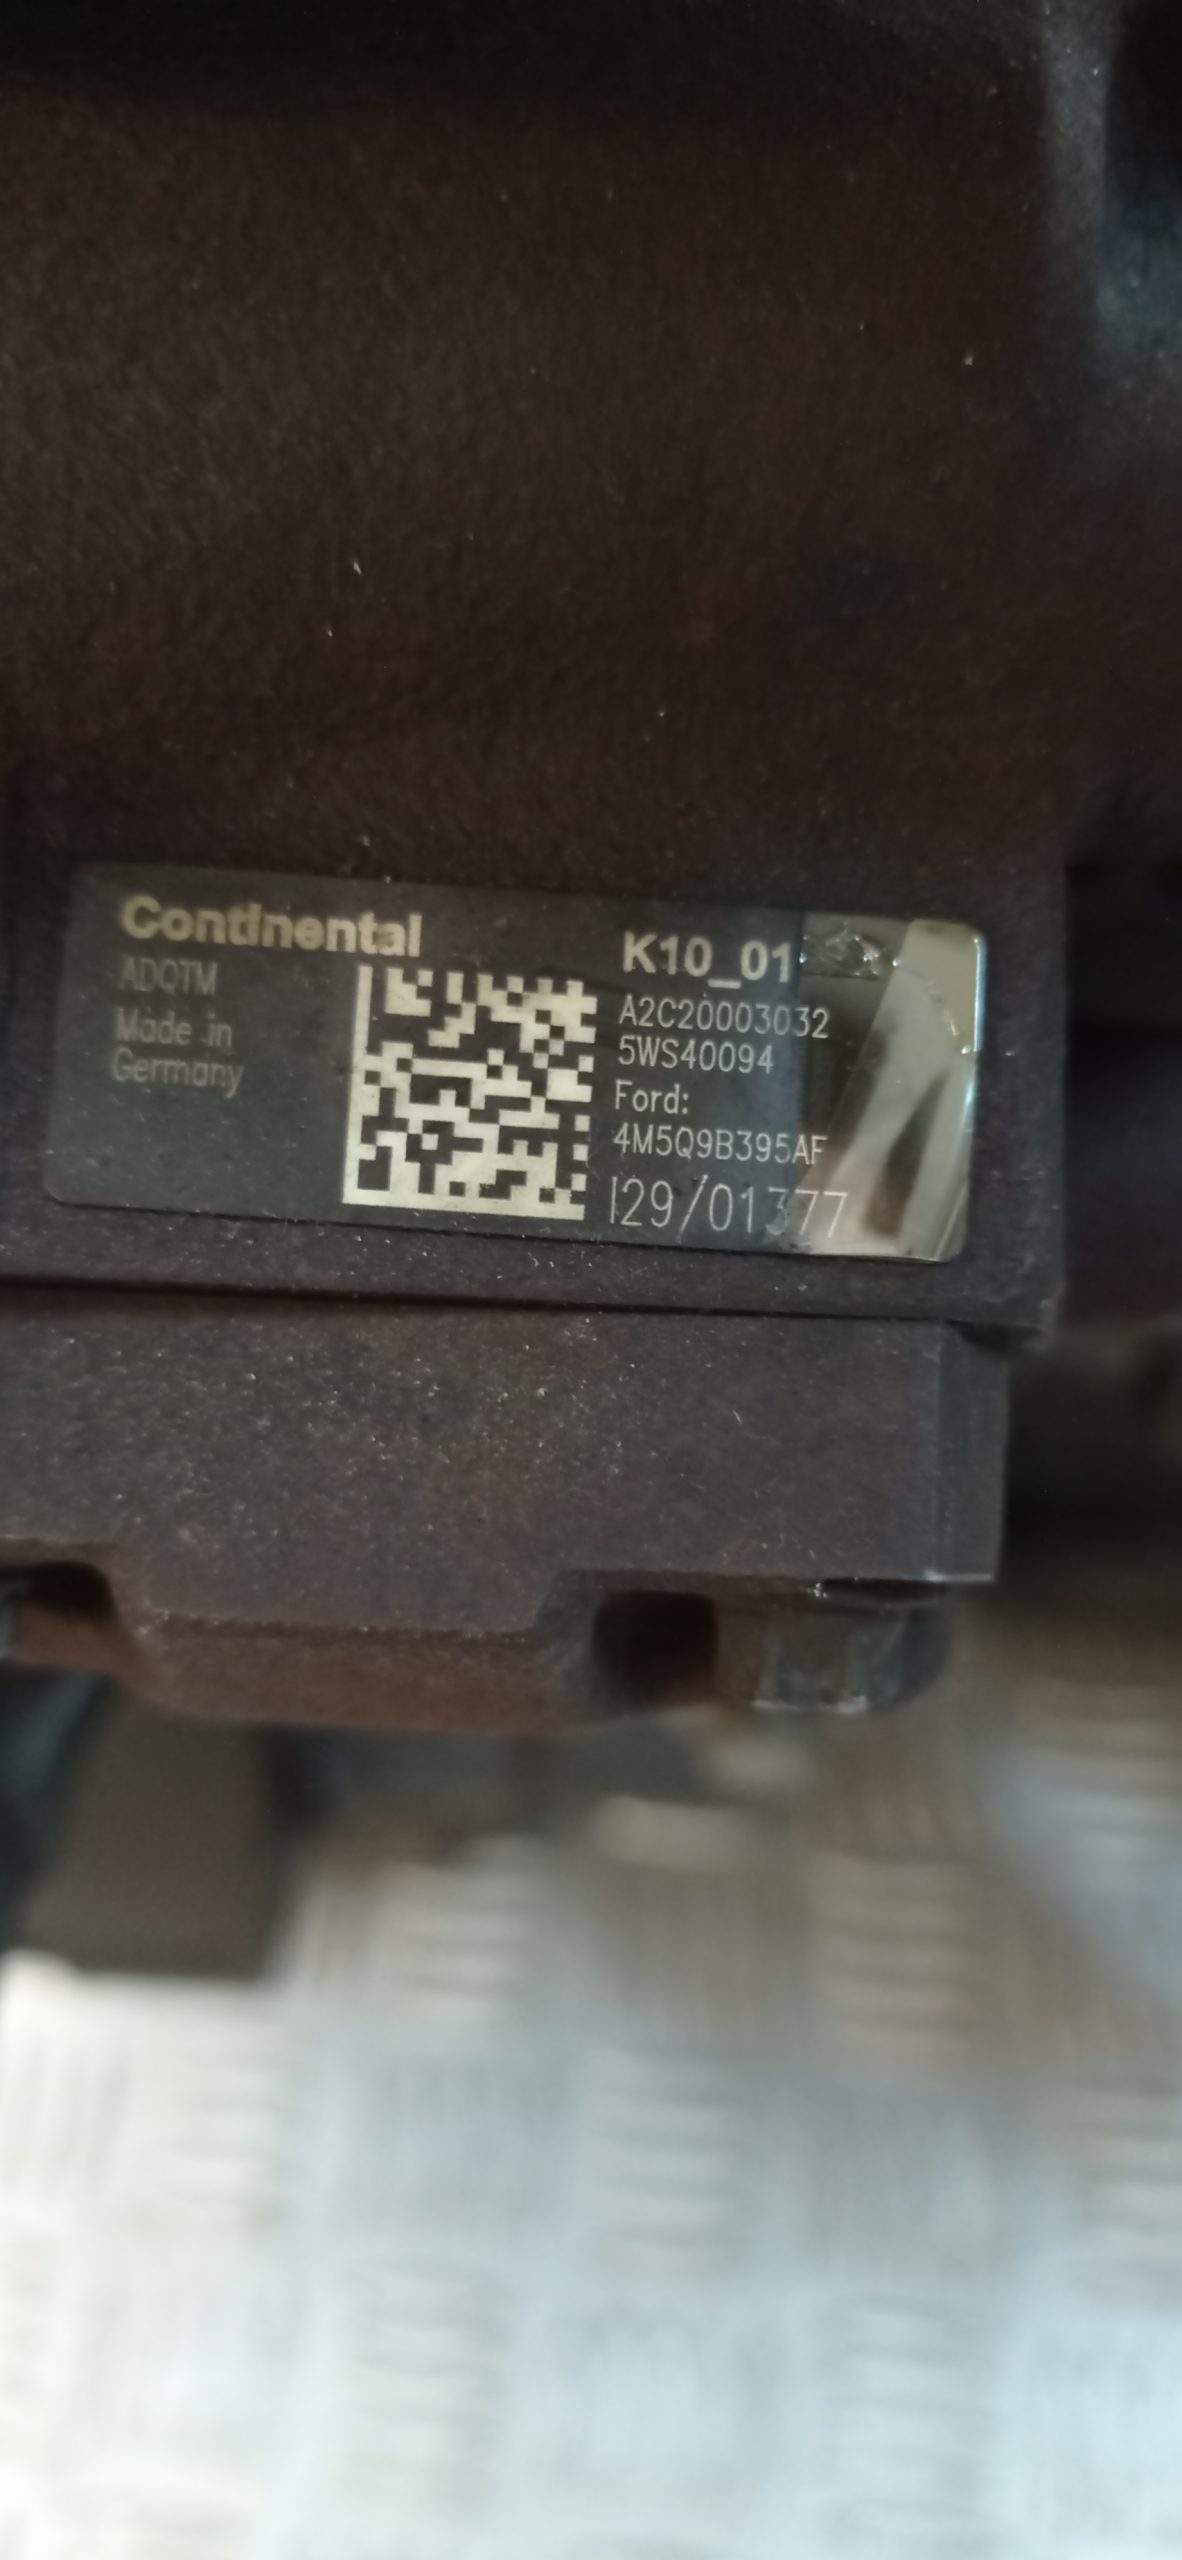 Continental
ADQTM
Made in
Germany
K10_01
A2C20003032
5WS40094
Ford:
4M5Q9B395AF
I29/01377